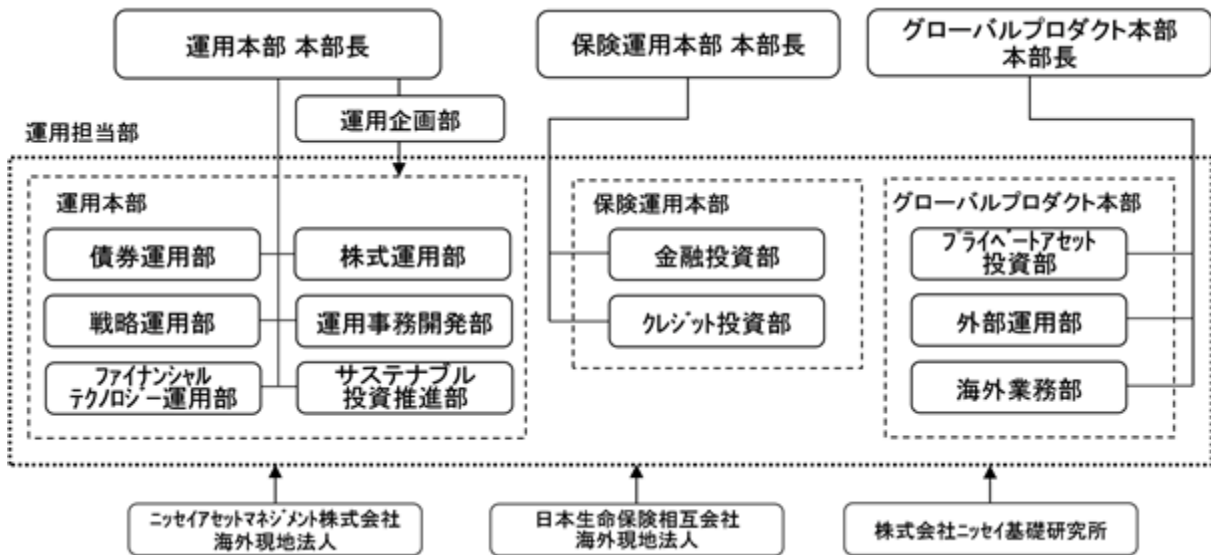 運用本部 本部長
保険運用本部 本部長
グローバルプロダクト本部
本部長
運用企画部
運用担当部
運用本部
債券運用部
株式運用部
戦略運用部
運用事務開発部
ファイナンシャル
テクノロジー運用部
サステナブル
投資推進部
保険運用本部
金融投資部
クレジット投資部
グローバルプロダクト本部
プライベートアセット
投資部
外部運用部
海外業務部
ニッセイアセットマネジメント株式会社
海外現地法人
日本生命保険相互会社
海外現地法人
株式会社ニッセイ基礎研究所